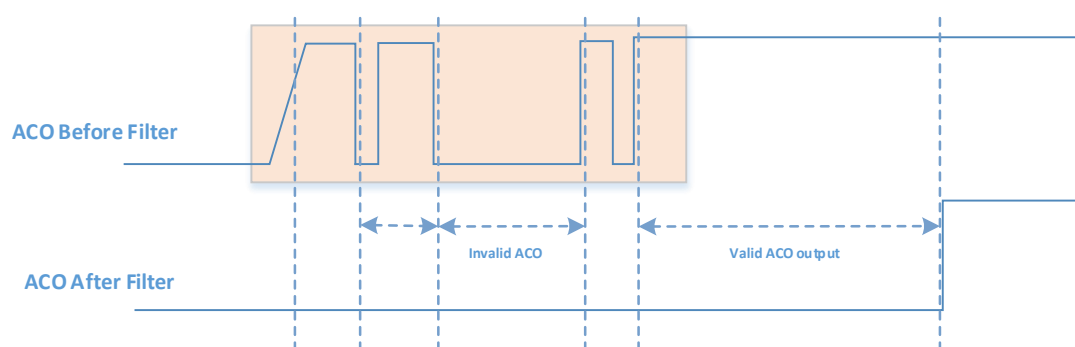 ACO Before Filter
Invalid ACO
Valid ACO output
ACO After Filter